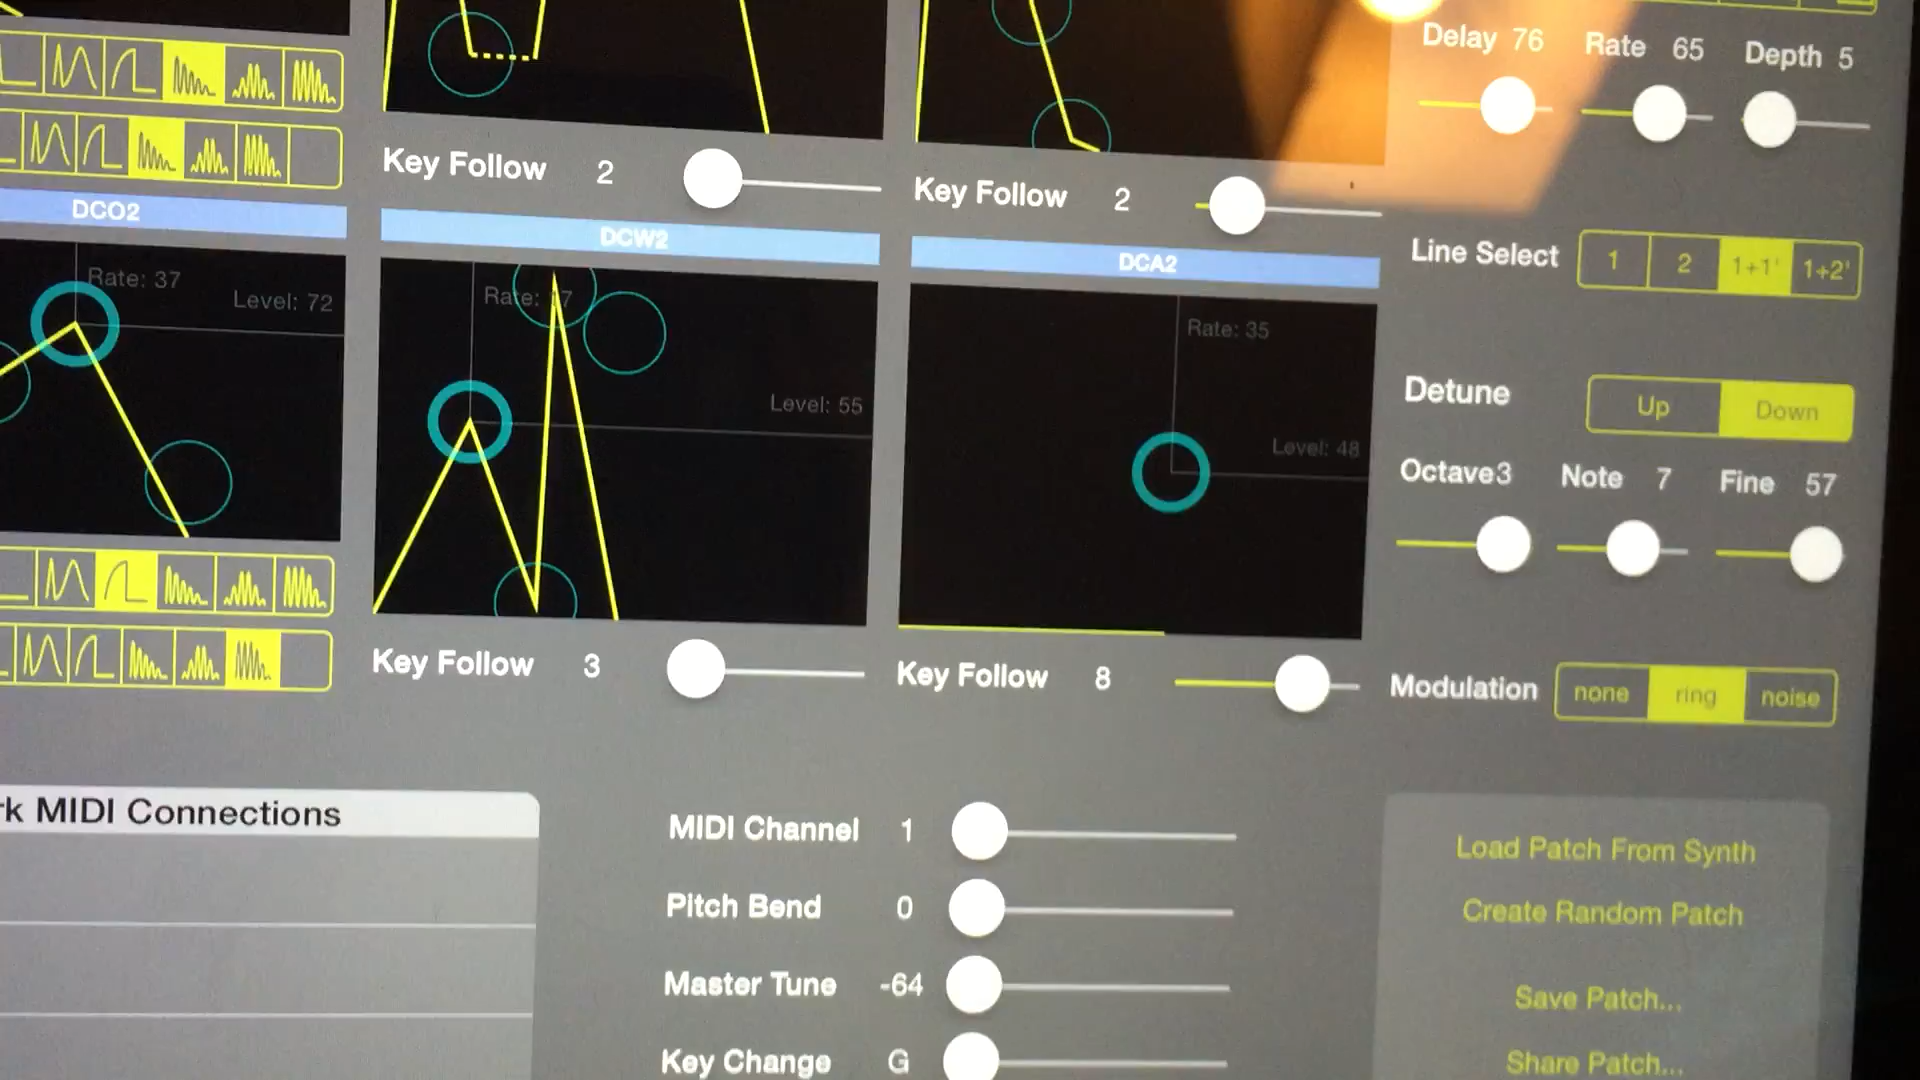 Delay 76 Rate 65 Depth 5
Key Follow 2
Key Follow 2
DCO2
DCW2
DCA2
Line Select 1 2 1+1' 1+2'
Rate: 37
Level: 72
Level: 55
Rate: 35
Level: 48
Detune Up Down
Octave3 Note 7 Fine 57
Key Follow 3
Key Follow 8
Modulation none ring noise
MIDI Connections
MIDI Channel 1
Pitch Bend 0
Master Tune -64
Key Change G
Load Patch From Synth
Create Random Patch
Save Patch...
Share Patch...